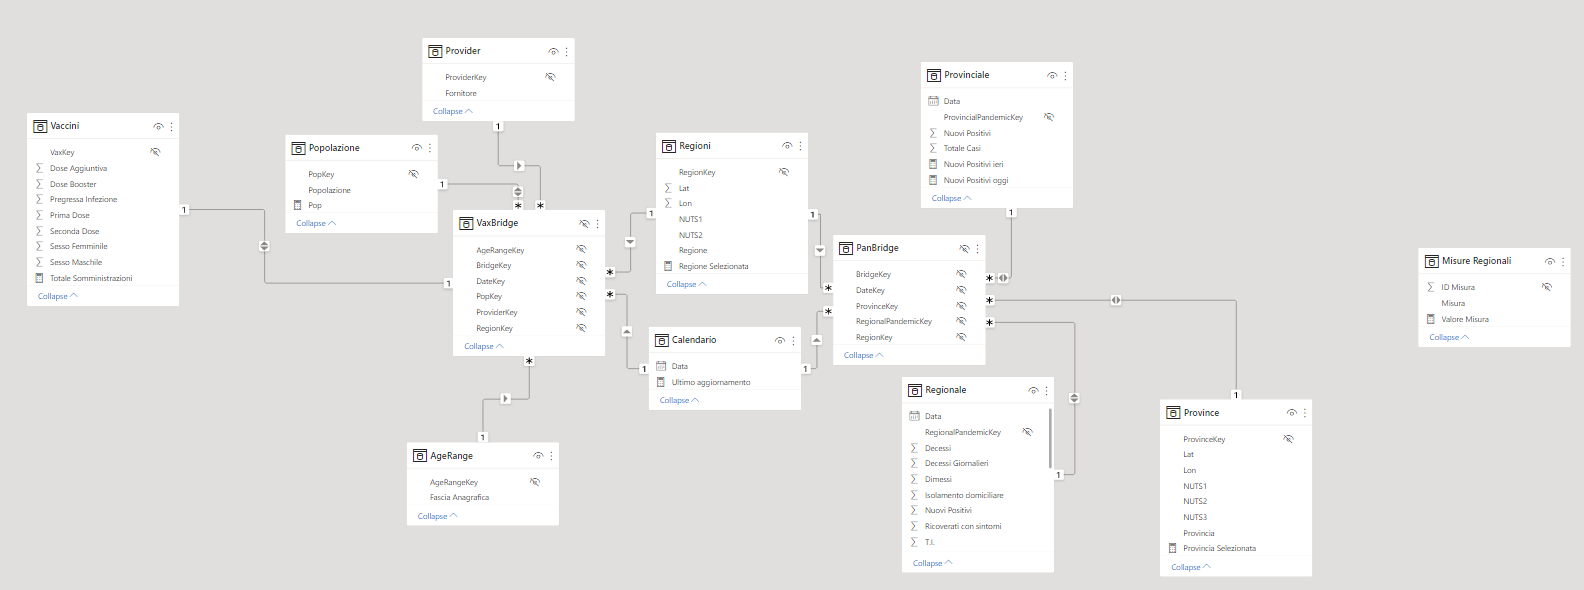 Provider
ProviderKey
Fornitore
Collapse
1
Vaccini
VaxKey
Dose Aggiuntiva
Dose Booster
Pregressa Infezione
Prima Dose
Seconda Dose
Sesso Femminile
Sesso Maschile
Totale Somministrazioni
Collapse
1
1
Popolazione
PopKey
Popolazione
Pop
Collapse
1
*
*
VaxBridge
AgeRangeKey
BridgeKey
DateKey
PopKey
ProviderKey
RegionKey
Collapse
*
*
*
AgeRange
AgeRangeKey
Fascia Anagrafica
Collapse
1
Regioni
RegionKey
Lat
Lon
NUTS1
NUTS2
Regione
Regione Selezionata
Collapse
1
1
Calendario
Data
Ultimo aggiornamento
Collapse
1
1
Provinciale
Data
ProvincialPandemicKey
Nuovi Positivi
Totale Casi
Nuovi Positivi ieri
Nuovi Positivi oggi
Collapse
1
PanBridge
BridgeKey
DateKey
ProvinceKey
RegionalPandemicKey
RegionKey
Collapse
*
*
*
*
*
Regionale
Data
RegionalPandemicKey
Decessi
Decessi Giornalieri
Dimessi
Isolamento domiciliare
Nuovi Positivi
Ricoverati con sintomi
T.I.
Collapse
1
Province
ProvinceKey
Lat
Lon
NUTS1
NUTS2
NUTS3
Provincia
Provincia Selezionata
Collapse
1
Misure Regionali
ID Misura
Misura
Valore Misura
Collapse